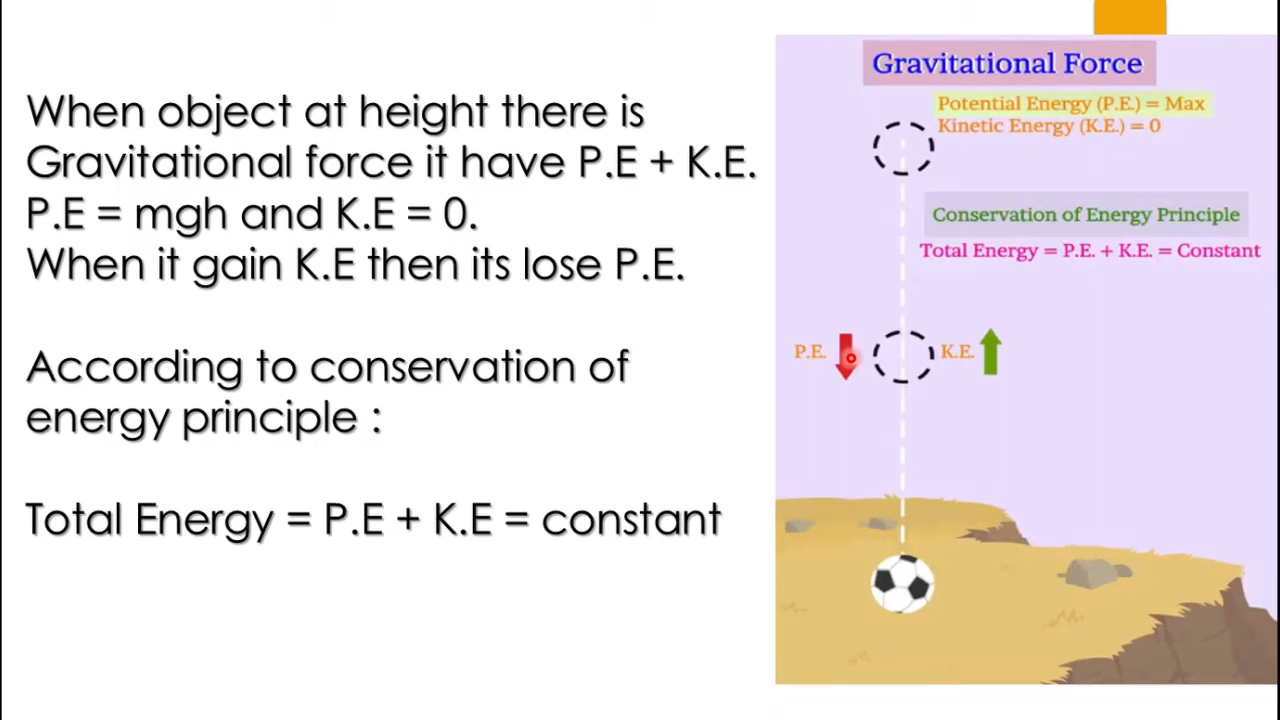 When object at height there is
Gravitational force it have P.E + K.E.
P.E = mgh and K.E = 0.
When it gain K.E then its lose P.E.
According to conservation of
energy principle :
Total Energy = P.E + K.E = constant
Gravitational Force
Potential Energy (P.E.) = Max
Kinetic Energy (K.E.) = 0
Conservation of Energy Principle
Total Energy = P.E. + K.E. = Constant
P.E.
K.E.